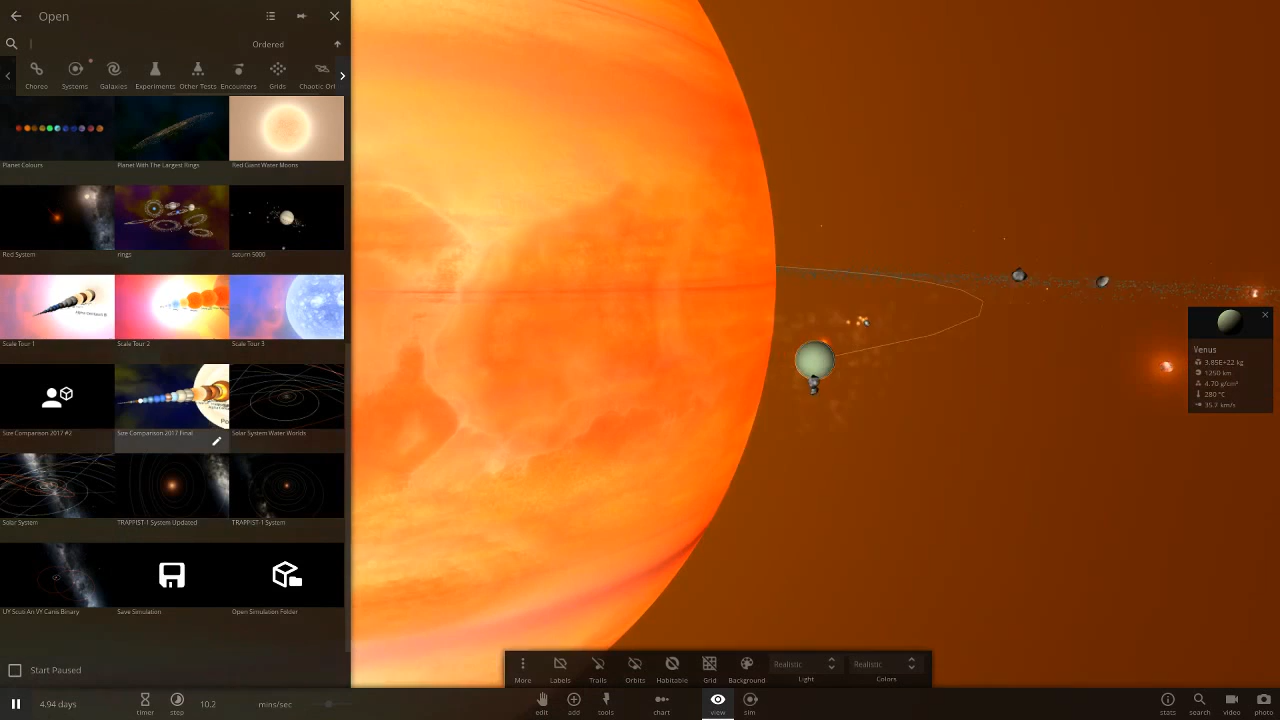 Open
Ordered
Choreo
Systems
Galaxies
Experiments
Other Tests
Encounters
Grids
Chaotic Orl
Planet Colours
Planet With The Largest Rings
Red Giant Water Moons
Red System
rings
saturn 5000
Scale Tour 1
Scale Tour 2
Scale Tour 3
Size Comparison 2017 #2
Size Comparison 2017 Final
Solar System Water Worlds
Solar System
TRAPPIST-1 System Updated
TRAPPIST-1 System
UY Scuti An VY Canis Binary
Save Simulation
Open Simulation Folder
Start Paused
Venus
3.85E+22 kg
1250 km
4.70 g/cm³
280 °C
35.7 km/s
More
Labels
Trails
Orbits
Habitable
Grid
Background
Realistic
Light
Realistic
Colors
4.94 days
timer
step
10.2
mins/sec
edit
add
tools
chart
view
sim
stats
search
video
photo